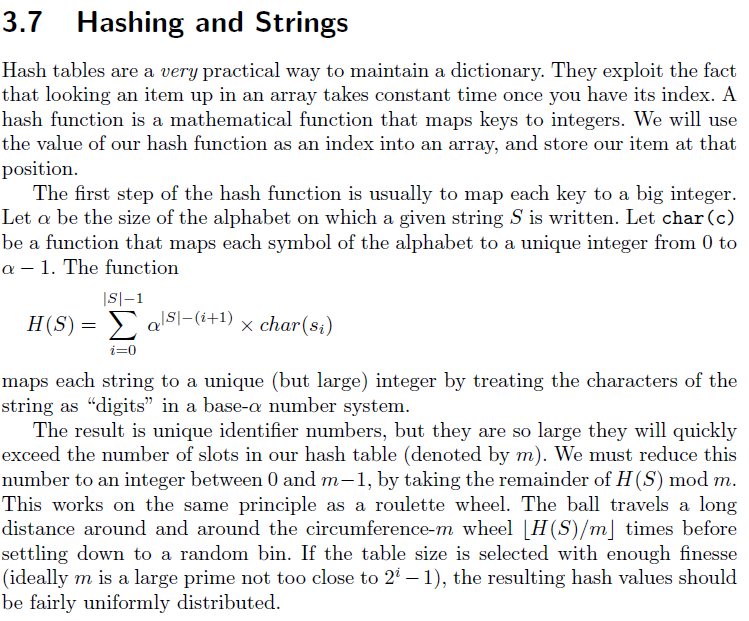 3.7 Hashing and Strings
Hash tables are a very practical way to maintain a dictionary. They exploit the fact
that looking an item up in an array takes constant time once you have its index. A
hash function is a mathematical function that maps keys to integers. We will use
the value of our hash function as an index into an array, and store our item at that
position.
The first step of the hash function is usually to map each key to a big integer.
Let α be the size of the alphabet on which a given string S is written. Let char(c)
be a function that maps each symbol of the alphabet to a unique integer from 0 to
α − 1. The function
H(S) = ∑_{i=0}^{|S|−1} α^{|S|−(i+1)} × char(s_i)
maps each string to a unique (but large) integer by treating the characters of the
string as “digits” in a base-α number system.
The result is unique identifier numbers, but they are so large they will quickly
exceed the number of slots in our hash table (denoted by m). We must reduce this
number to an integer between 0 and m−1, by taking the remainder of H(S) mod m.
This works on the same principle as a roulette wheel. The ball travels a long
distance around and around the circumference-m wheel ⌊H(S)/m⌋ times before
settling down to a random bin. If the table size is selected with enough finesse
(ideally m is a large prime not too close to 2^i − 1), the resulting hash values should
be fairly uniformly distributed.